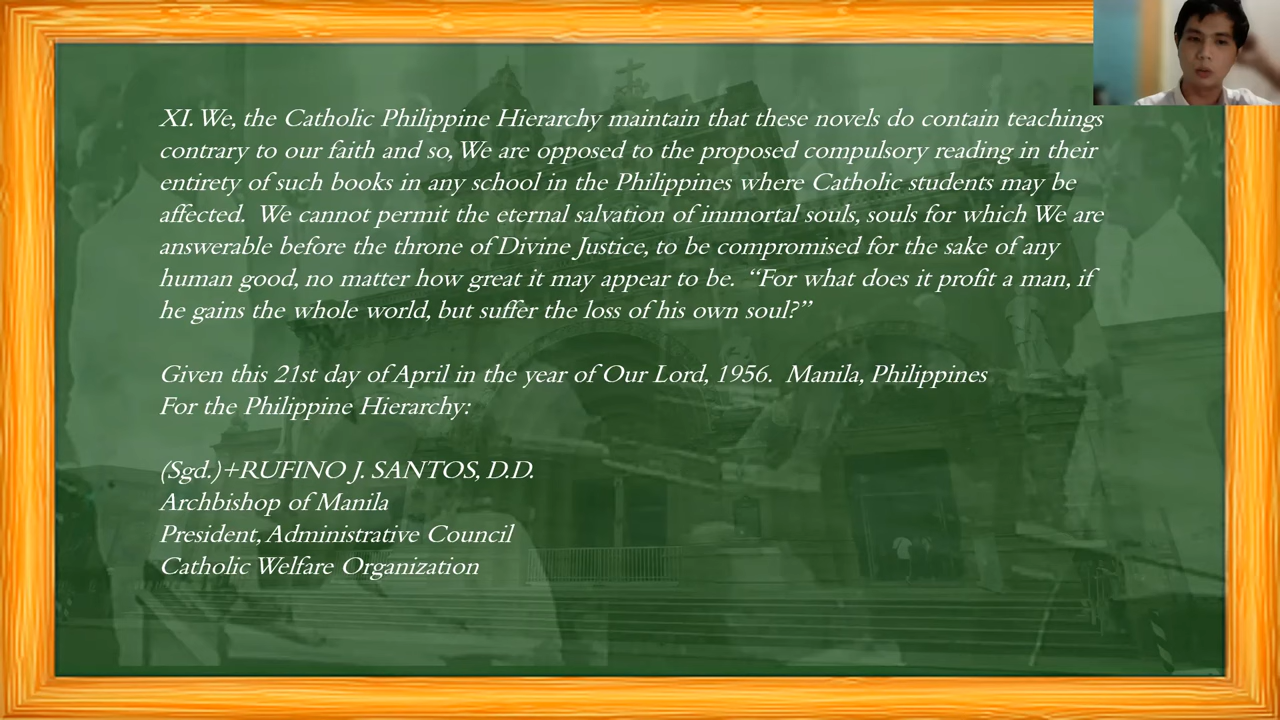 XI. We, the Catholic Philippine Hierarchy maintain that these novels do contain teachings
contrary to our faith and so, We are opposed to the proposed compulsory reading in their
entirety of such books in any school in the Philippines where Catholic students may be
affected.  We cannot permit the eternal salvation of immortal souls, souls for which We are
answerable before the throne of Divine Justice, to be compromised for the sake of any
human good, no matter how great it may appear to be.  “For what does it profit a man, if
he gains the whole world, but suffer the loss of his own soul?”
Given this 21st day of April in the year of Our Lord, 1956.  Manila, Philippines
For the Philippine Hierarchy:
(Sgd.)+RUFINO J. SANTOS, D.D.
Archbishop of Manila
President, Administrative Council
Catholic Welfare Organization